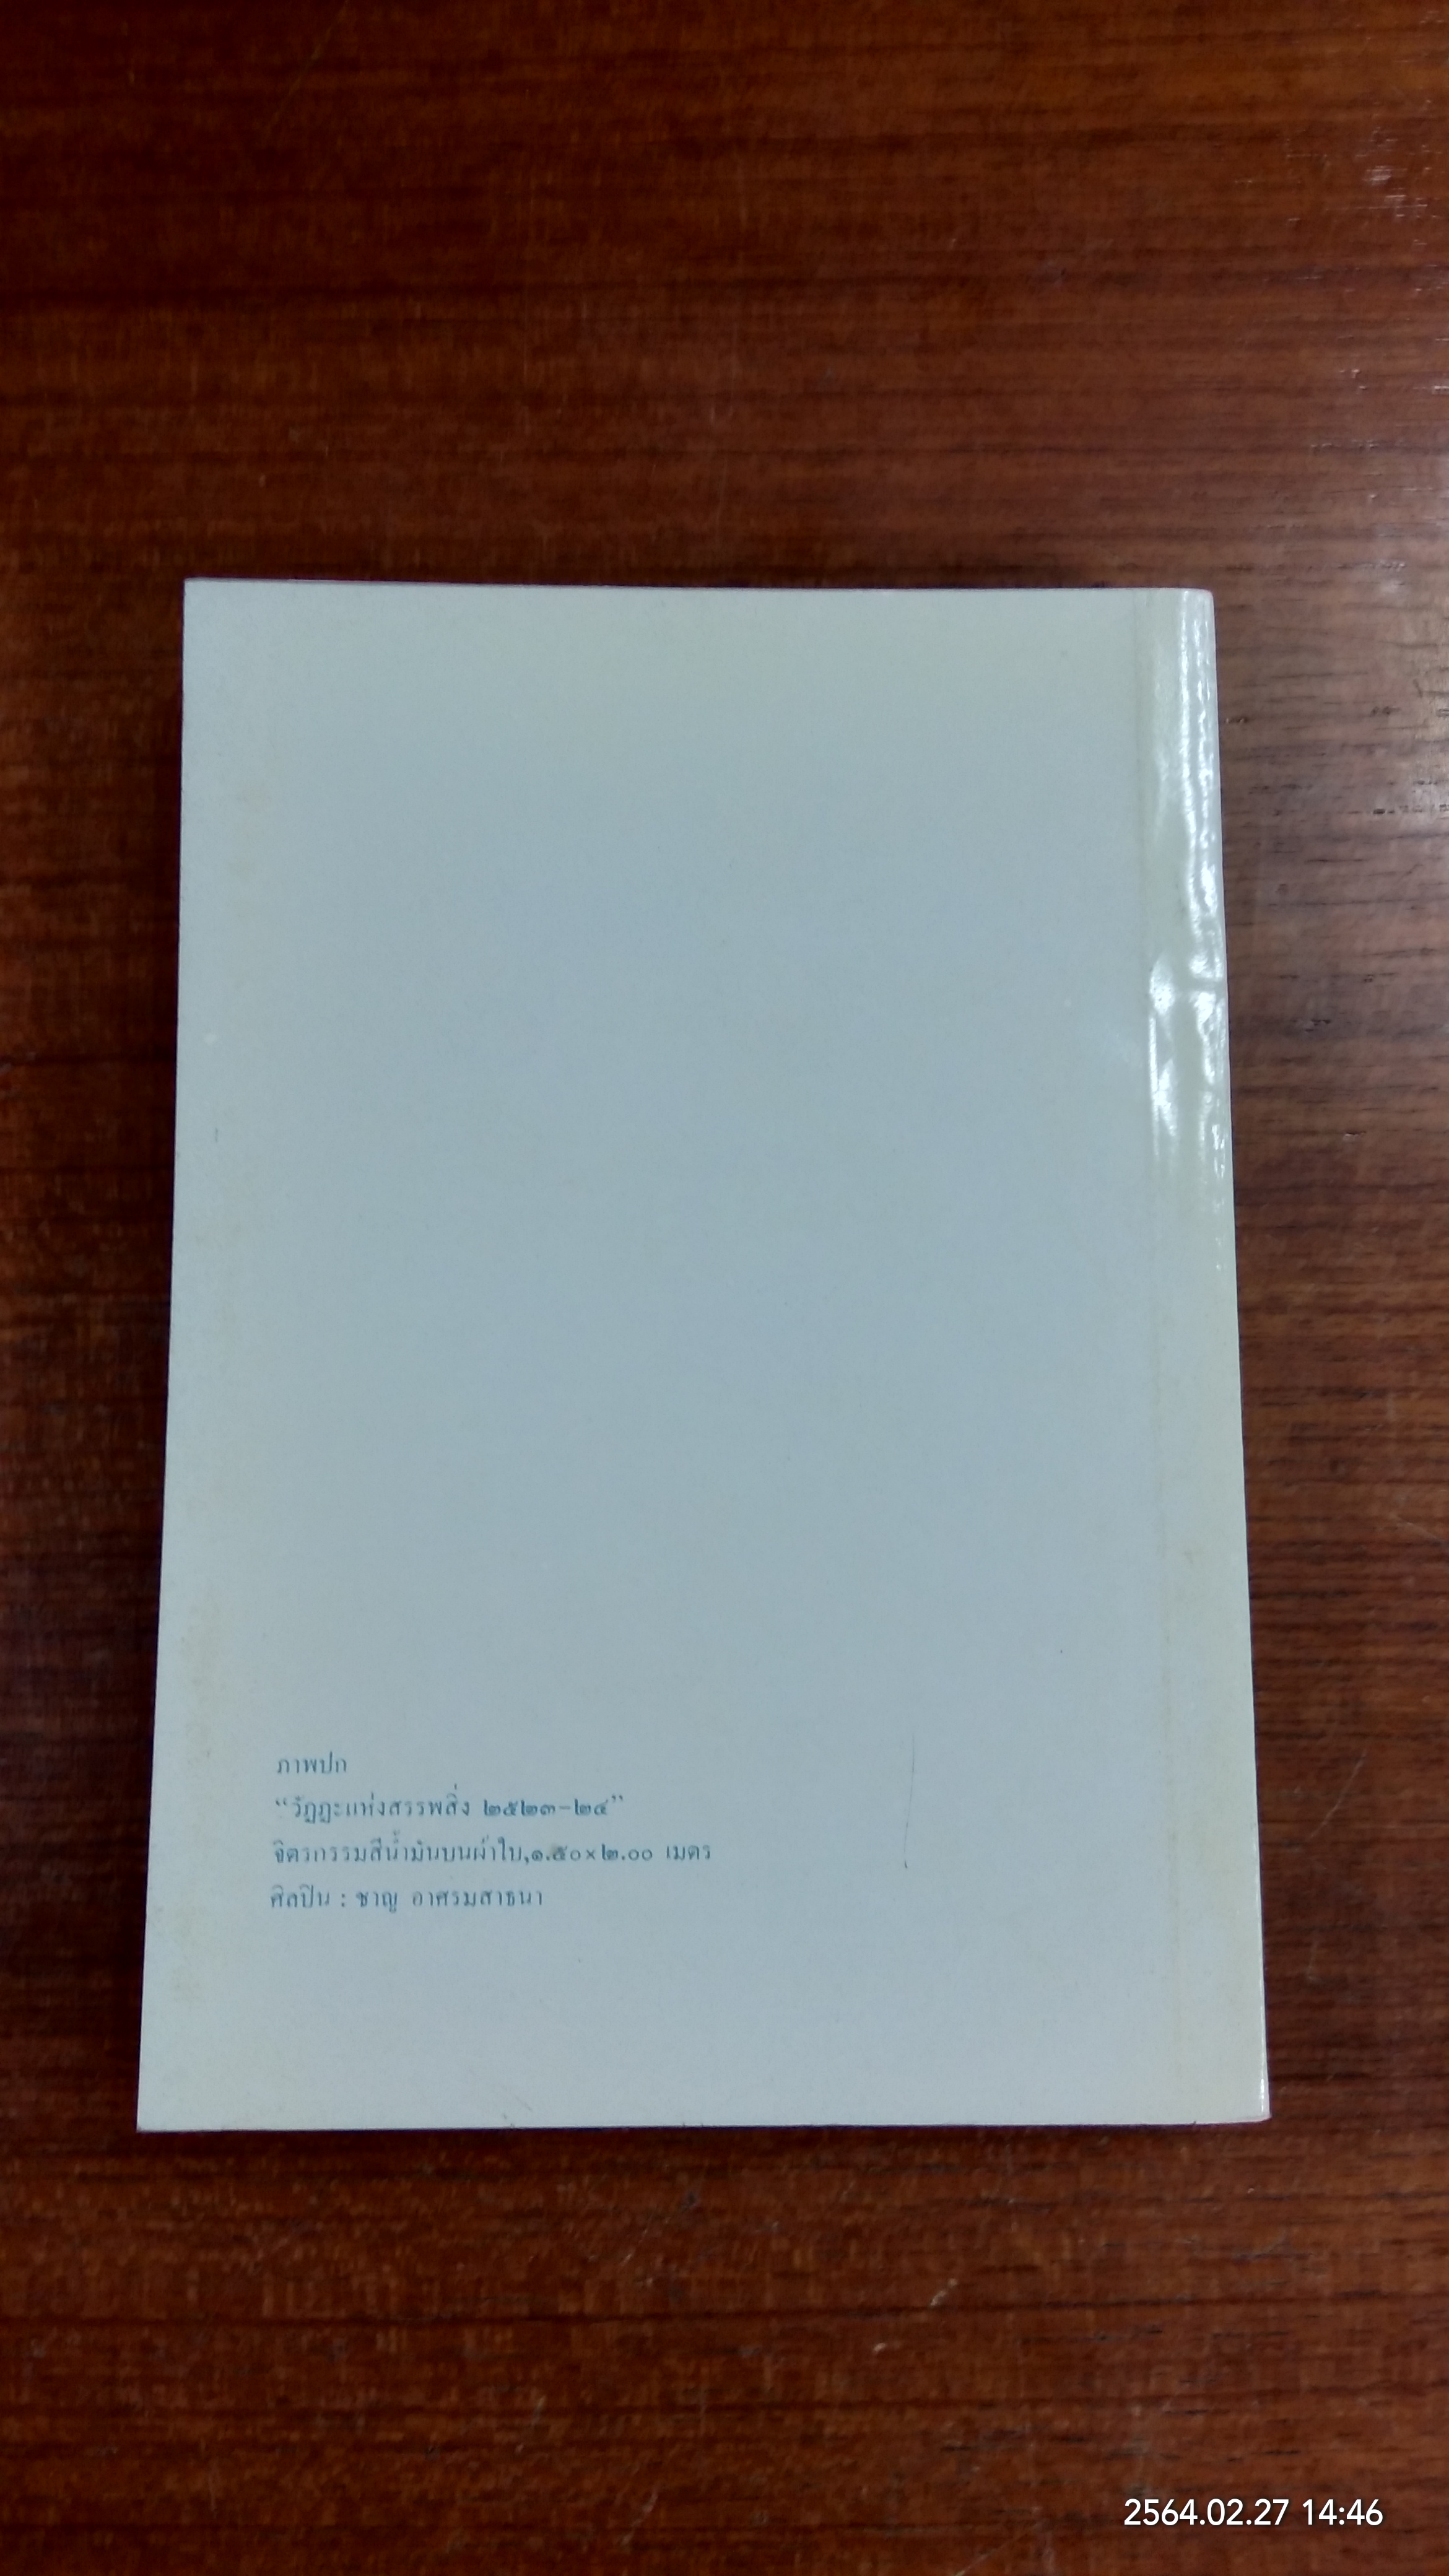 ภาพปก
“วัฏฏะแห่งสรรพสิ่ง ๒๕๒๓-๒๔”
จิตรกรรมสีน้ำมันบนผ้าใบ,๑.๕๐×๒.๐๐ เมตร
ศิลปิน : ชาญ อาศรมสาธนา
2564.02.27 14:46